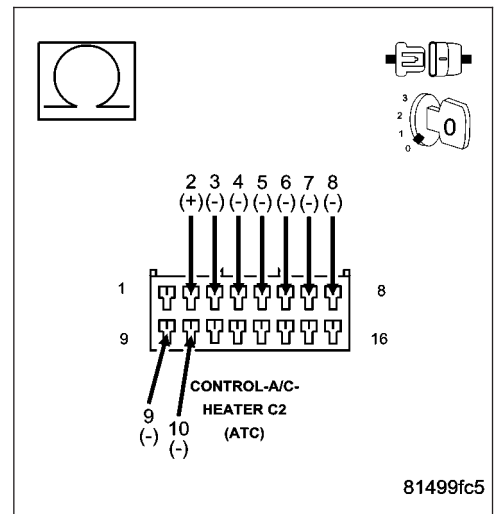 3
2
1
0
0
2 3 4 5 6 7 8
(+) (-) (-) (-) (-) (-) (-)
1 8
9 16
CONTROL-A/C-
HEATER C2
(ATC)
9
(-)
10
(-)
81499fc5